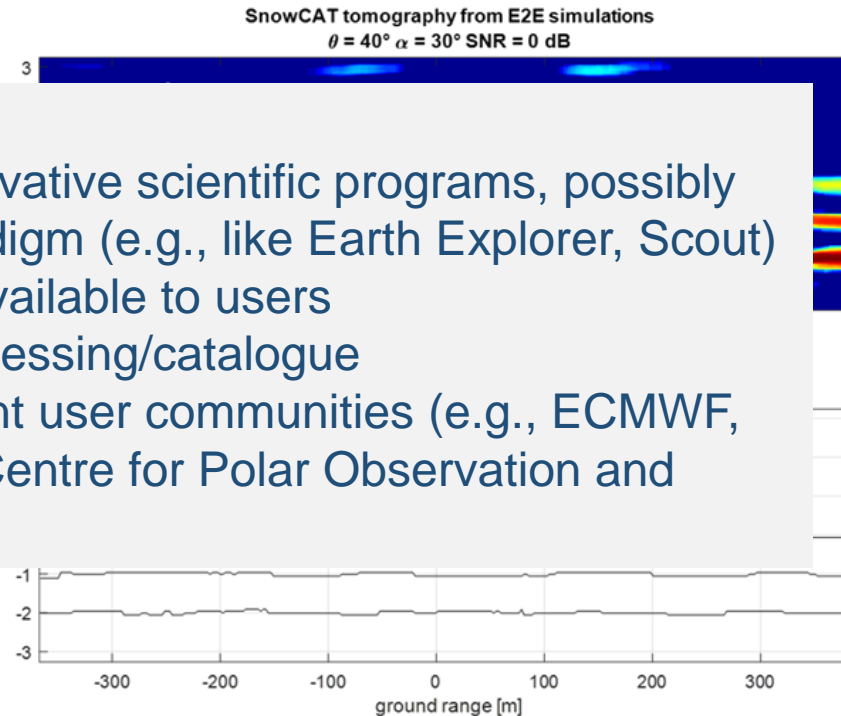 SnowCAT tomography from E2E simulations
θ = 40° α = 30° SNR = 0 dB
3
vative scientific programs, possibly
digm (e.g., like Earth Explorer, Scout)
vailable to users
essing/catalogue
nt user communities (e.g., ECMWF,
Centre for Polar Observation and
-1
-2
-3
-300 -200 -100 0 100 200 300
ground range [m]